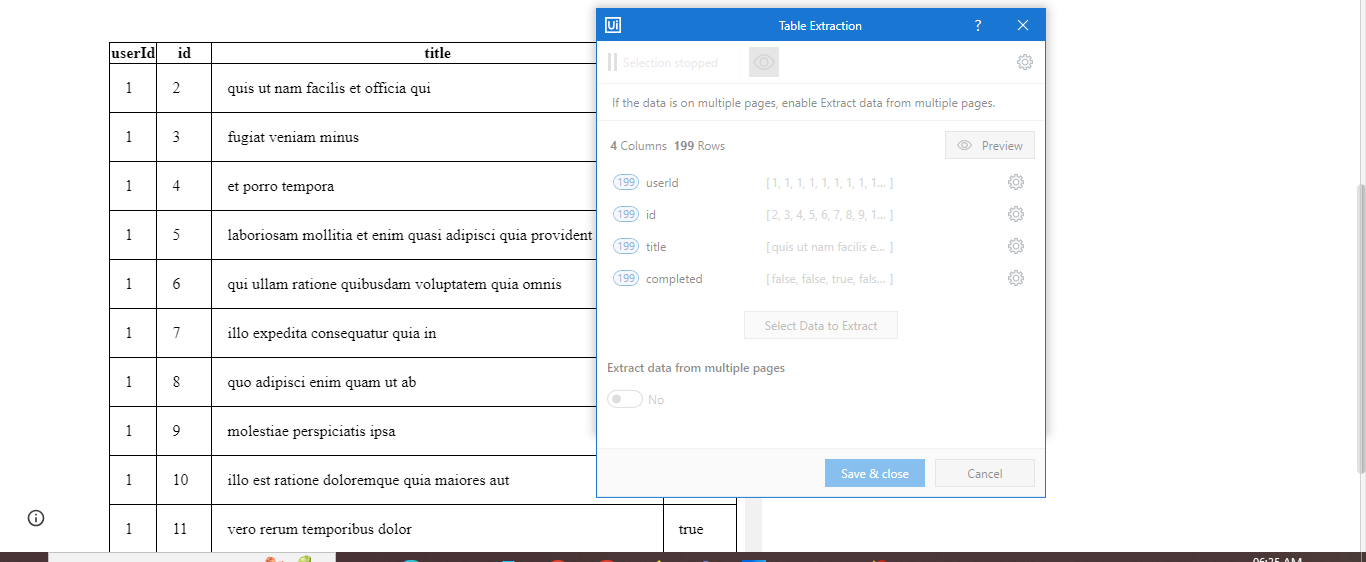 userId id title
1 2 quis ut nam facilis et officia qui
1 3 fugiat veniam minus
1 4 et porro tempora
1 5 laboriosam mollitia et enim quasi adipisci quia provident
1 6 qui ullam ratione quibusdam voluptatem quia omnis
1 7 illo expedita consequatur quia in
1 8 quo adipisci enim quam ut ab
1 9 molestiae perspiciatis ipsa
1 10 illo est ratione doloremque quia maiores aut
1 11 vero rerum temporibus dolor true
Ui Table Extraction ?
Selection stopped
If the data is on multiple pages, enable Extract data from multiple pages.
4 Columns 199 Rows Preview
199 userId [ 1, 1, 1, 1, 1, 1, 1, 1, 1... ]
199 id [ 2, 3, 4, 5, 6, 7, 8, 9, 1... ]
199 title [ quis ut nam facilis e... ]
199 completed [ false, false, true, fals... ]
Select Data to Extract
Extract data from multiple pages
No
Save & close Cancel